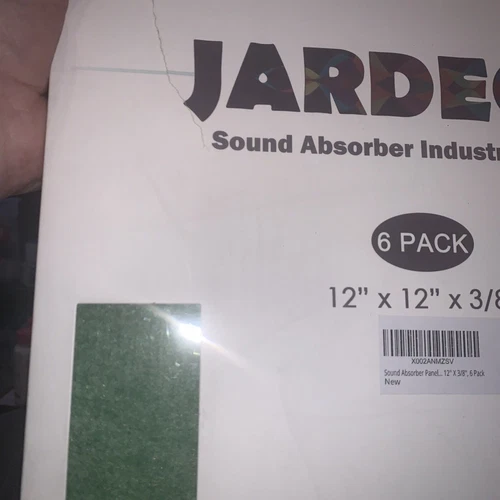 JARDEC
Sound Absorber Industr
6 PACK
12" x 12" x 3/8
X002ANMZSV
Sound Absorber Panel... 12" X 3/8", 6 Pack
New